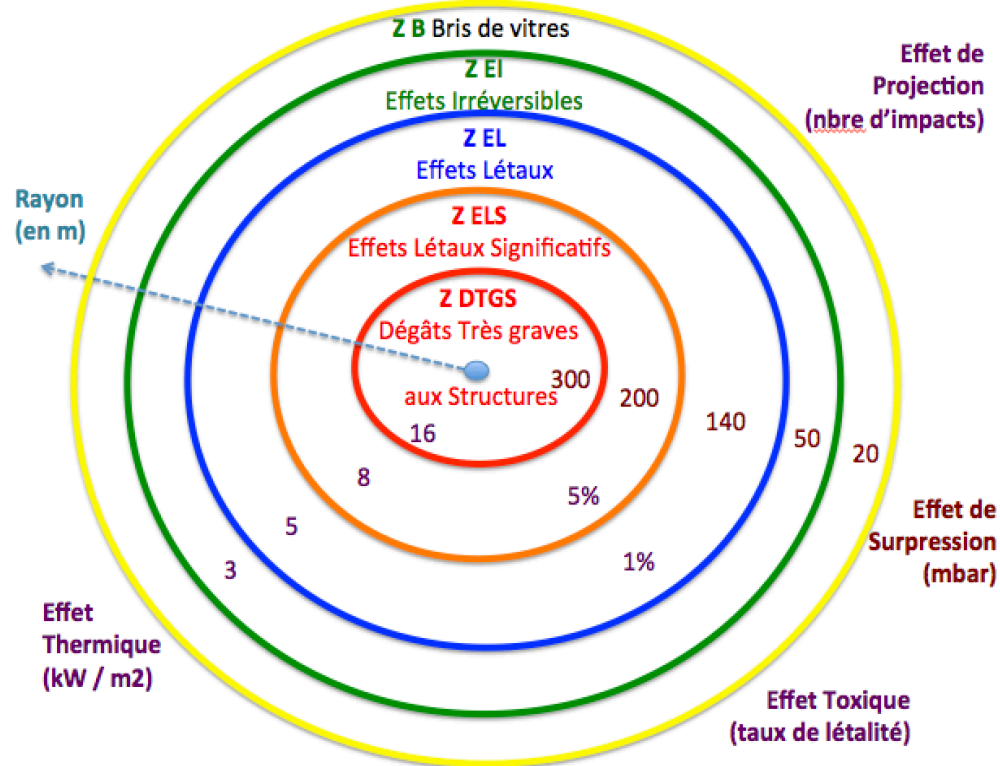 Z B Bris de vitres
Z EI
Effets Irréversibles
Z EL
Effets Létaux
Z ELS
Effets Létaux Significatifs
Z DTGS
Dégâts Très graves
aux Structures
300
200
140
50
20
16
8
5
3
5%
1%
Effet de
Projection
(nbre d’impacts)
Rayon
(en m)
Effet de
Surpression
(mbar)
Effet
Thermique
(kW / m2)
Effet Toxique
(taux de létalité)